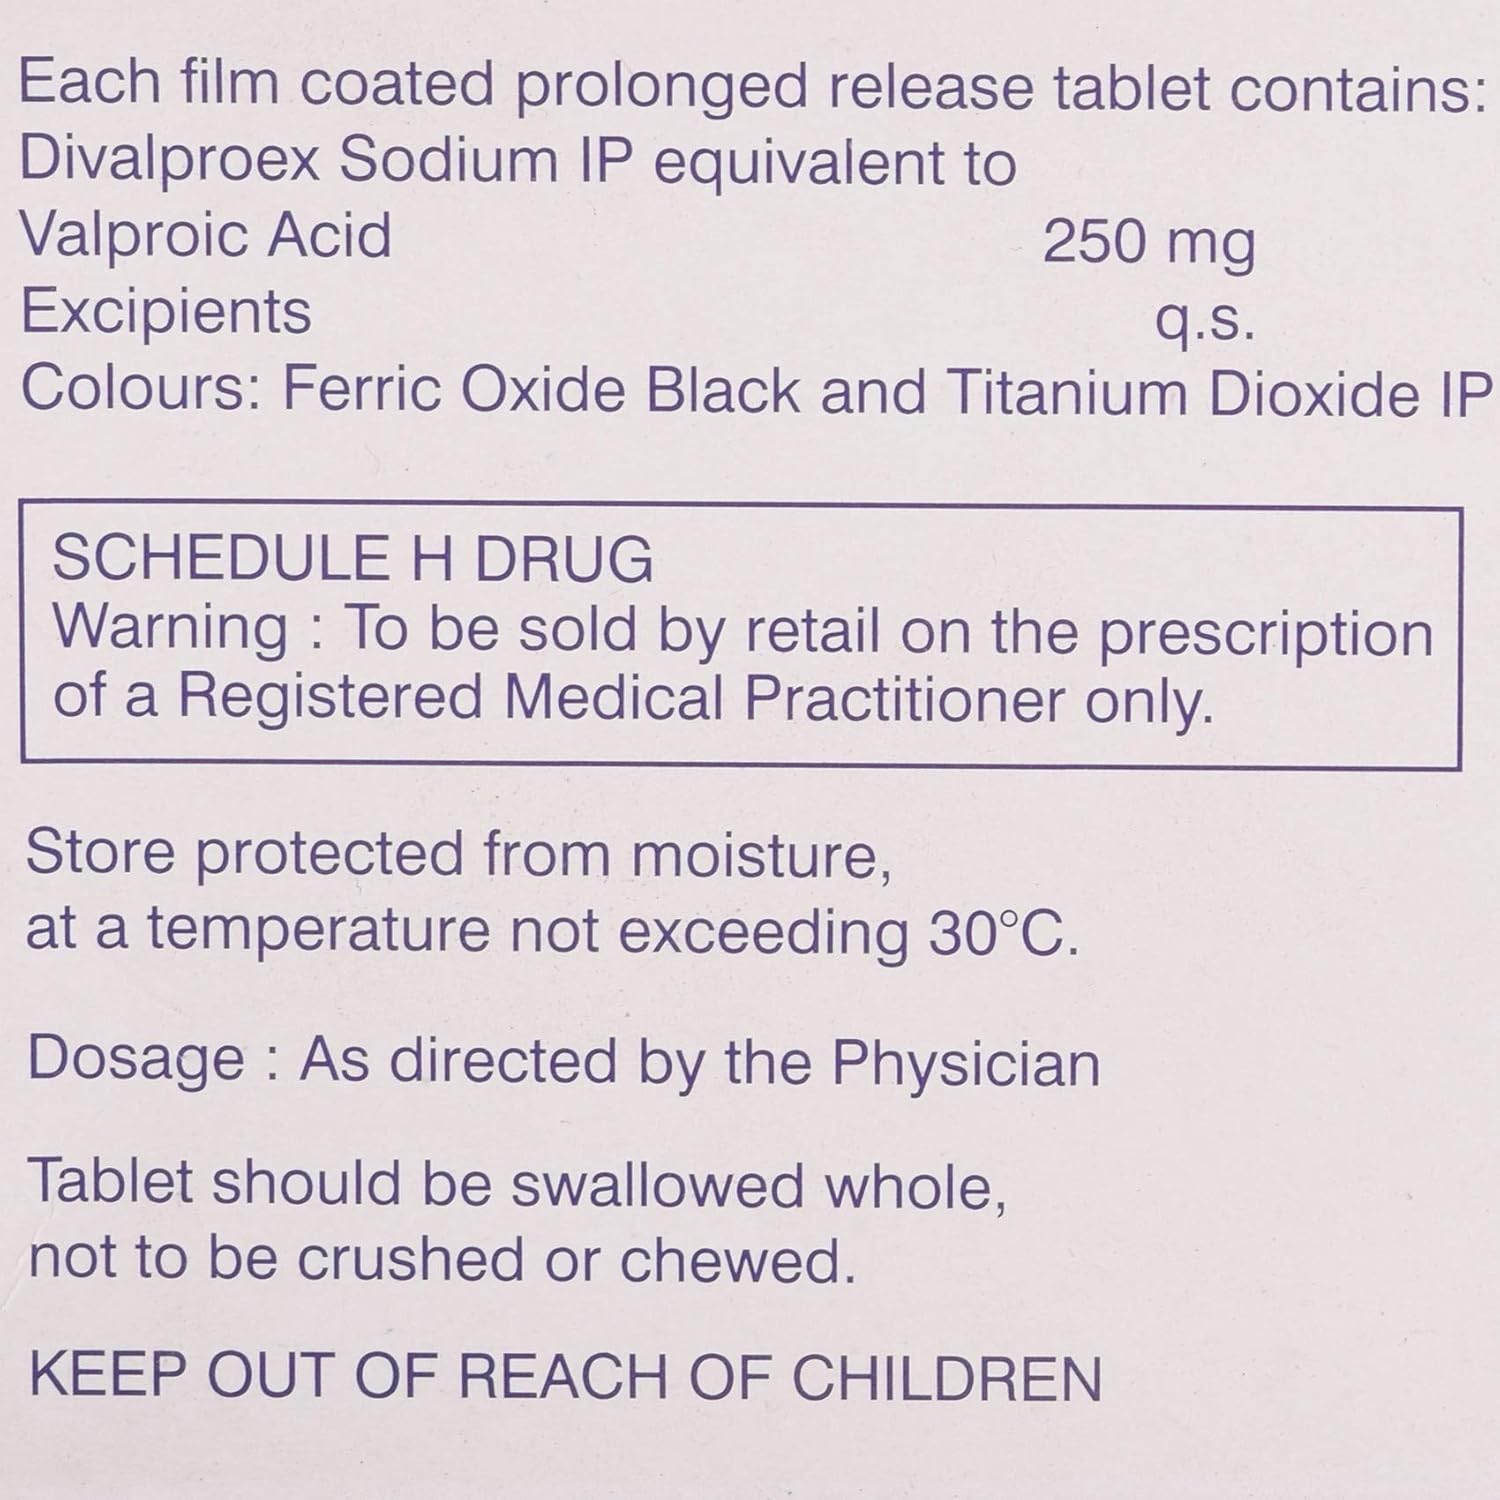 Each film coated prolonged release tablet contains:
Divalproex Sodium IP equivalent to
Valproic Acid 250 mg
Excipients q.s.
Colours: Ferric Oxide Black and Titanium Dioxide IP
SCHEDULE H DRUG
Warning : To be sold by retail on the prescription
of a Registered Medical Practitioner only.
Store protected from moisture,
at a temperature not exceeding 30°C.
Dosage : As directed by the Physician
Tablet should be swallowed whole,
not to be crushed or chewed.
KEEP OUT OF REACH OF CHILDREN